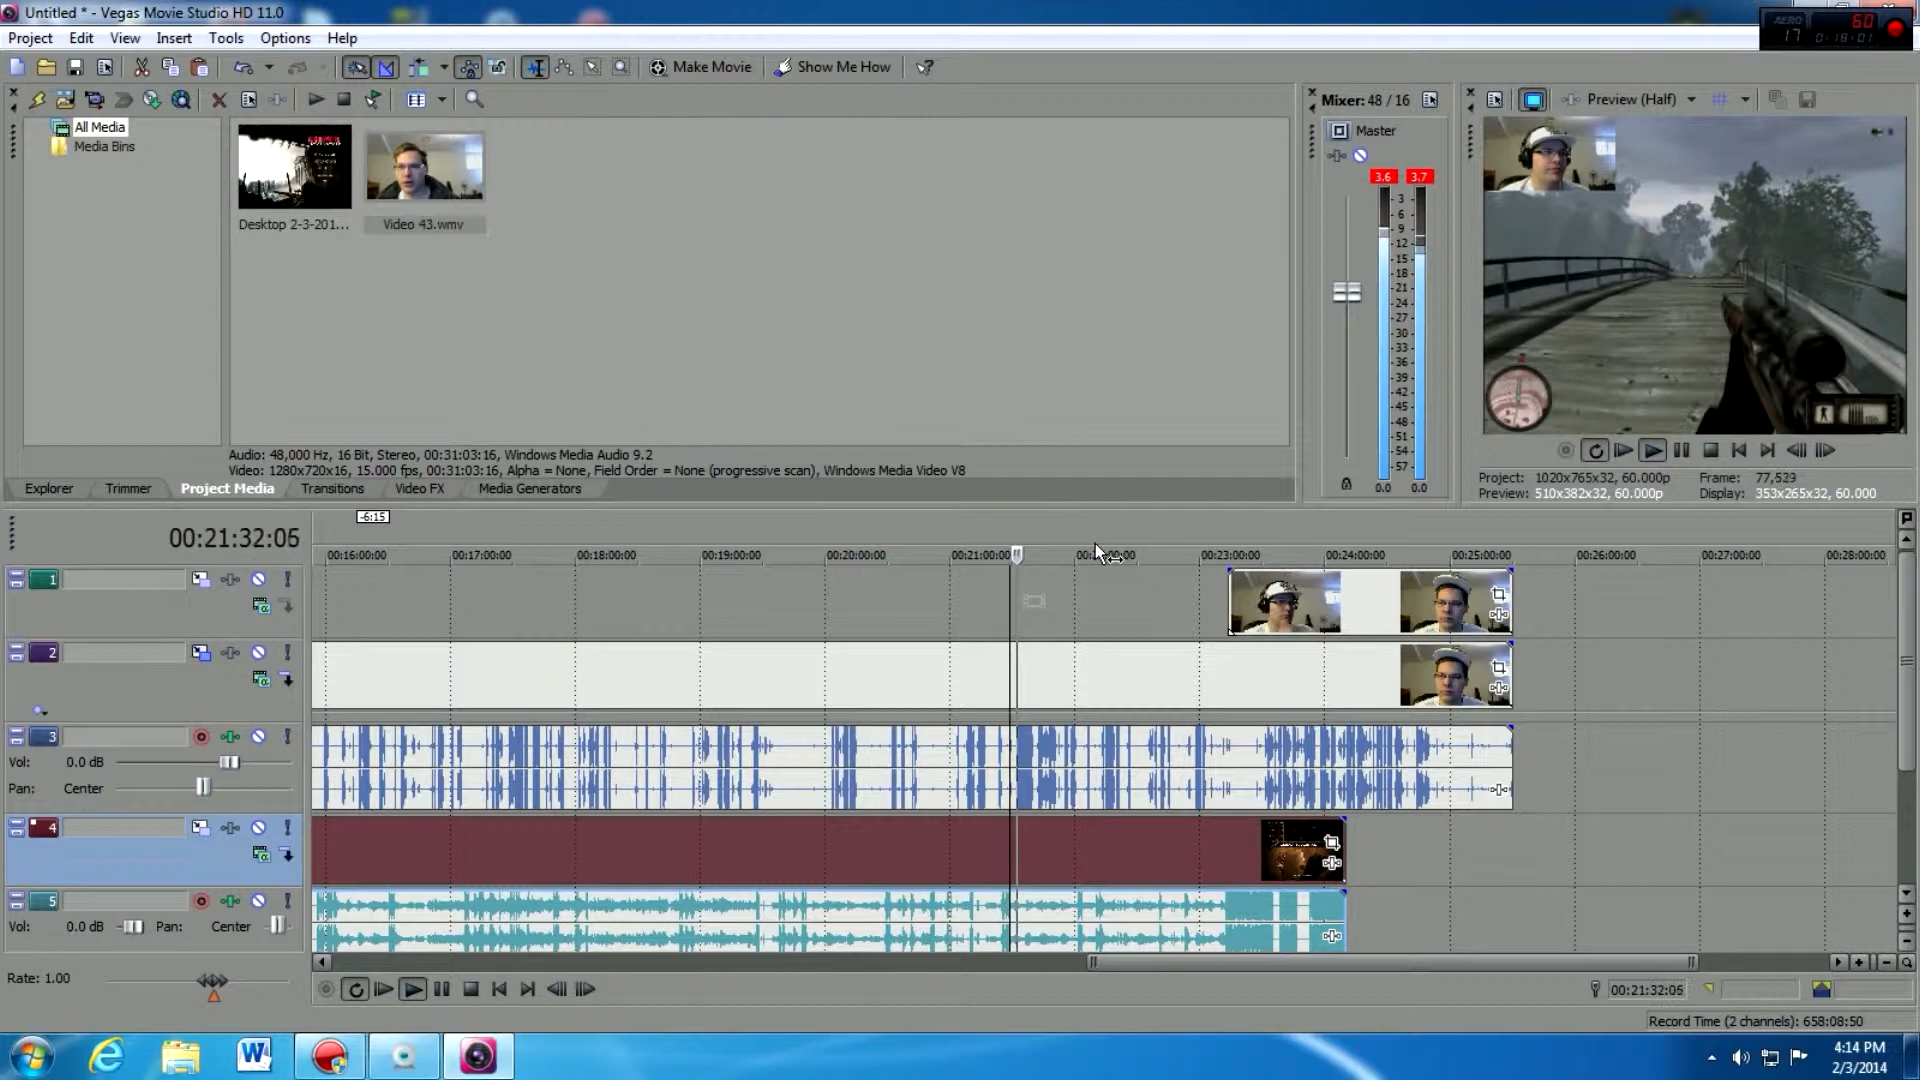 Untitled * - Vegas Movie Studio HD 11.0
AERO 60
17 0:18:01
Project Edit View Insert Tools Options Help
Make Movie Show Me How
Mixer: 48 / 16
Preview (Half)
All Media
Media Bins
Desktop 2-3-201...
Video 43.wmv
Master
3.6 3.7
3
6
9
12
15
18
21
24
27
30
33
36
39
42
45
48
51
54
57
0.0 0.0
Audio: 48,000 Hz, 16 Bit, Stereo, 00:31:03:16, Windows Media Audio 9.2
Video: 1280x720x16, 15.000 fps, 00:31:03:16, Alpha = None, Field Order = None (progressive scan), Windows Media Video V8
Explorer Trimmer Project Media Transitions Video FX Media Generators
Project: 1020x765x32, 60.000p Frame: 77,529
Preview: 510x382x32, 60.000p Display: 353x265x32, 60.000
-6:15
00:21:32:05
00:16:00:00 00:17:00:00 00:18:00:00 00:19:00:00 00:20:00:00 00:21:00:00 00:23:00:00 00:24:00:00 00:25:00:00 00:26:00:00 00:27:00:00 00:28:00:00
1
2
3
Vol: 0.0 dB
Pan: Center
4
5
Vol: 0.0 dB Pan: Center
Rate: 1.00
00:21:32:05
Record Time (2 channels): 658:08:50
4:14 PM
2/3/2014